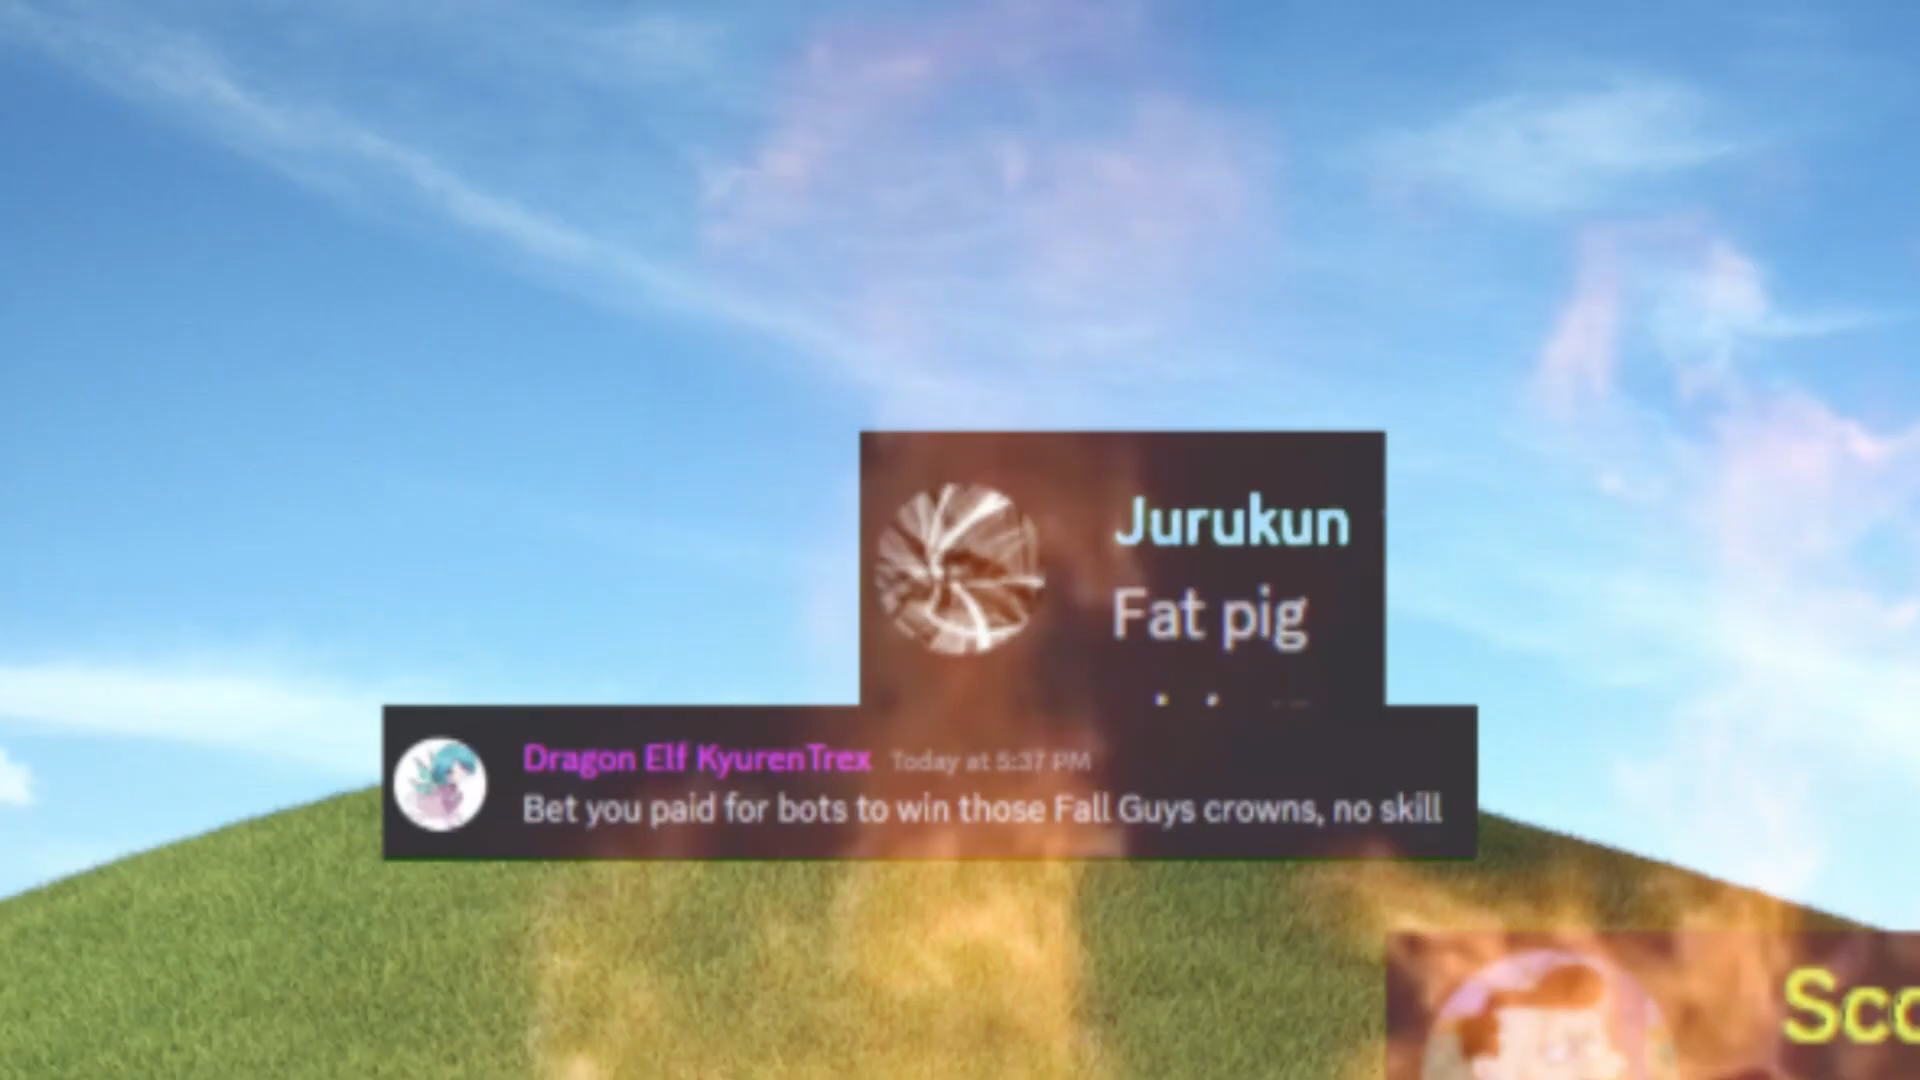 Jurukun
Fat pig
Dragon Elf KyurenTrex Today at 5:37 PM
Bet you paid for bots to win those Fall Guys crowns, no skill